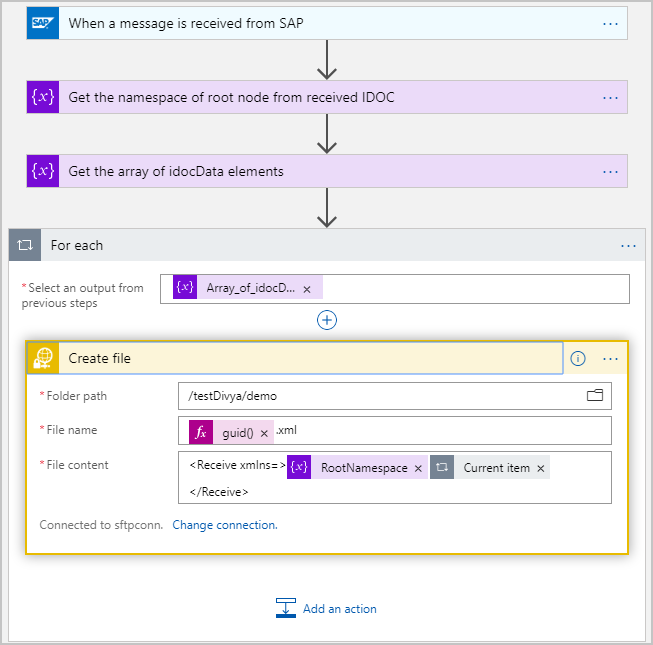 SAP When a message is received from SAP ...
{x} Get the namespace of root node from received IDOC ...
{x} Get the array of idocData elements ...
For each ...
*Select an output from
previous steps
{x} Array_of_idocD... ×
Create file ...
*Folder path /testDivya/demo
*File name fx guid() × .xml
*File content <Receive xmlns=> {x} RootNamespace × Current item ×
</Receive>
Connected to sftpconn. Change connection.
Add an action